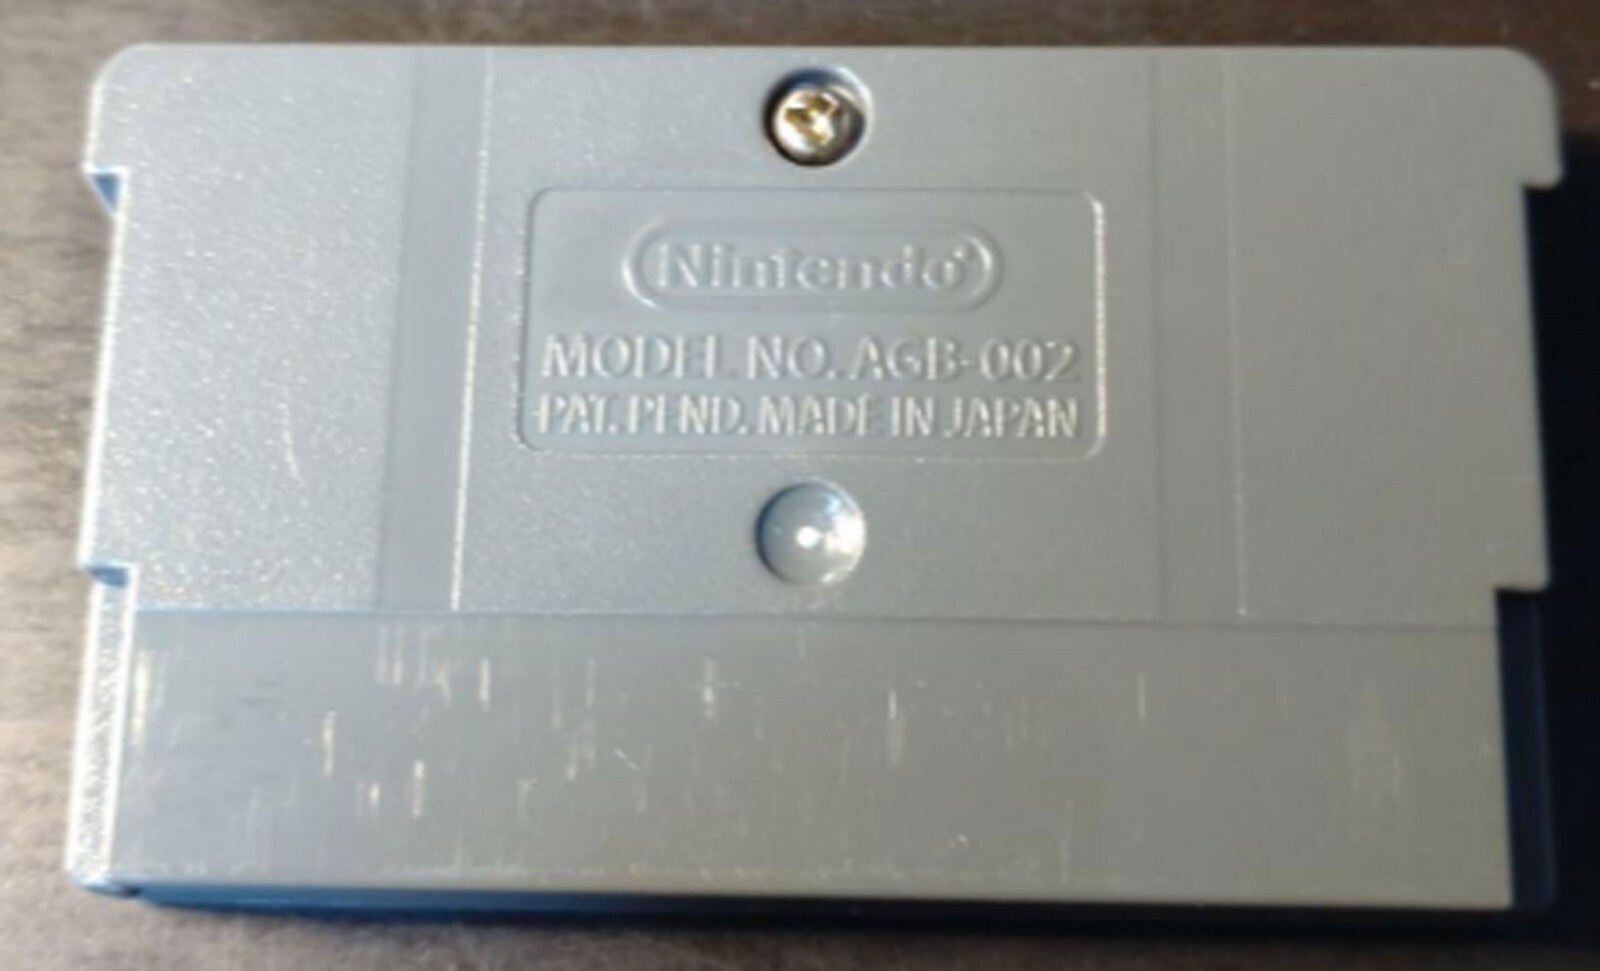 Nintendo®
MODEL NO. AGB-002
PAT. PEND. MADE IN JAPAN